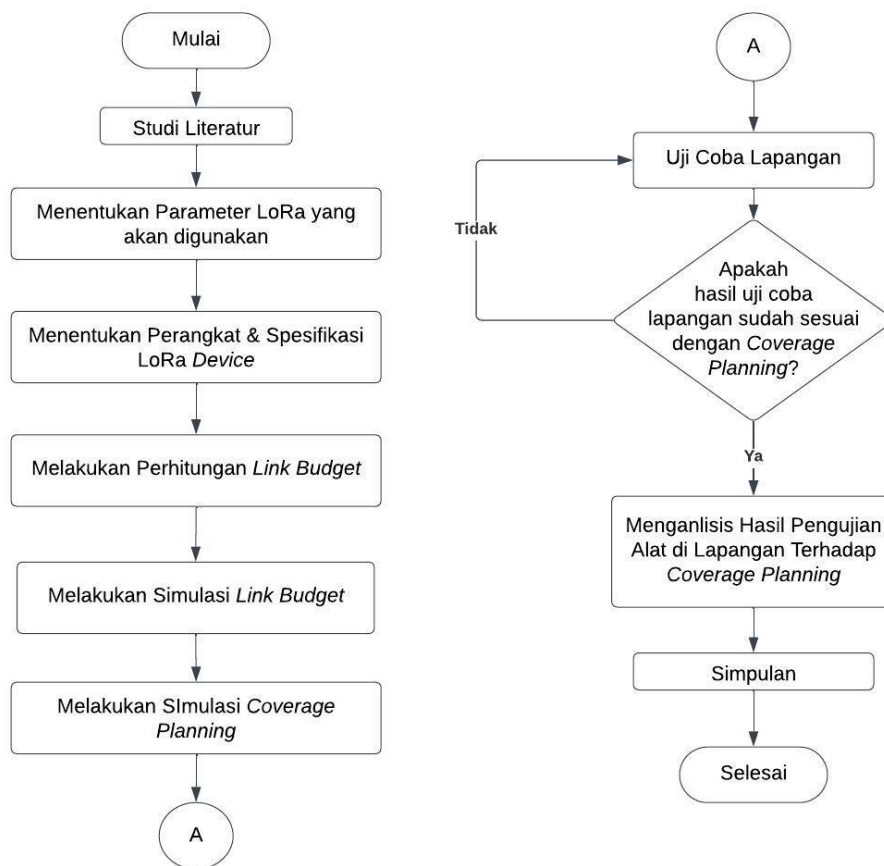 Mulai
Studi Literatur
Menentukan Parameter LoRa yang
akan digunakan
Menentukan Perangkat & Spesifikasi
LoRa Device
Melakukan Perhitungan Link Budget
Melakukan Simulasi Link Budget
Melakukan SImulasi Coverage
Planning
A
A
Uji Coba Lapangan
Tidak
Apakah
hasil uji coba
lapangan sudah sesuai
dengan Coverage
Planning?
Ya
Menganlisis Hasil Pengujian
Alat di Lapangan Terhadap
Coverage Planning
Simpulan
Selesai